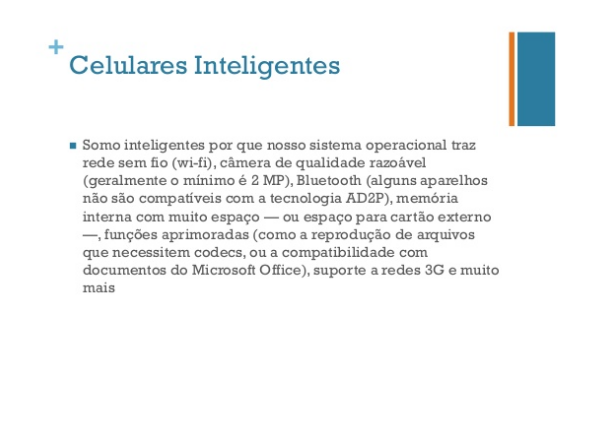 +
Celulares Inteligentes
Somo inteligentes por que nosso sistema operacional traz
rede sem fio (wi-fi), câmera de qualidade razoável
(geralmente o mínimo é 2 MP), Bluetooth (alguns aparelhos
não são compatíveis com a tecnologia AD2P), memória
interna com muito espaço — ou espaço para cartão externo
—, funções aprimoradas (como a reprodução de arquivos
que necessitem codecs, ou a compatibilidade com
documentos do Microsoft Office), suporte a redes 3G e muito
mais